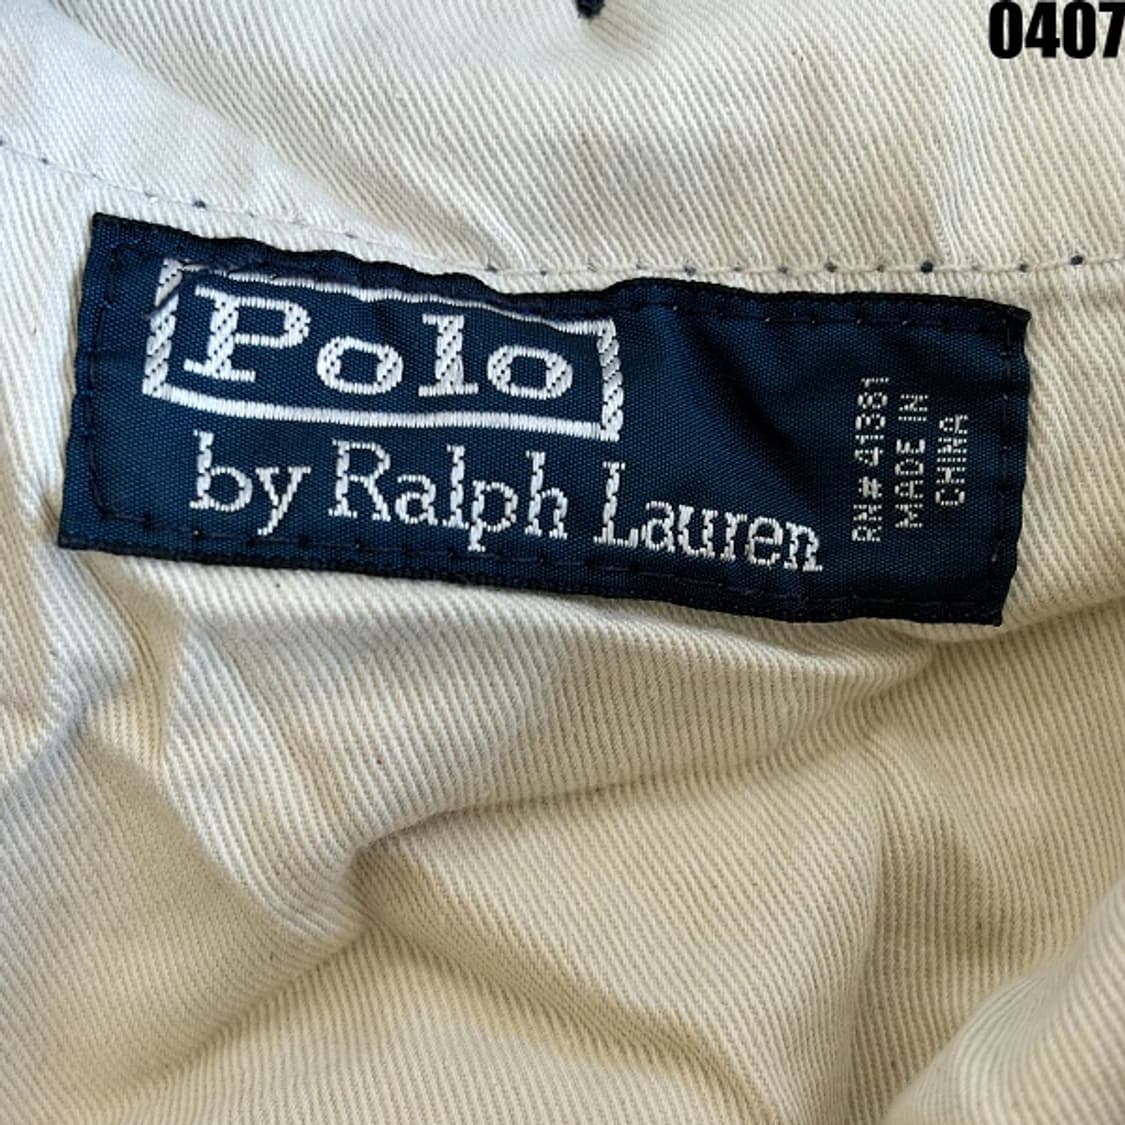 0407
Polo
by Ralph Lauren
RN# 41381
MADE IN
CHINA